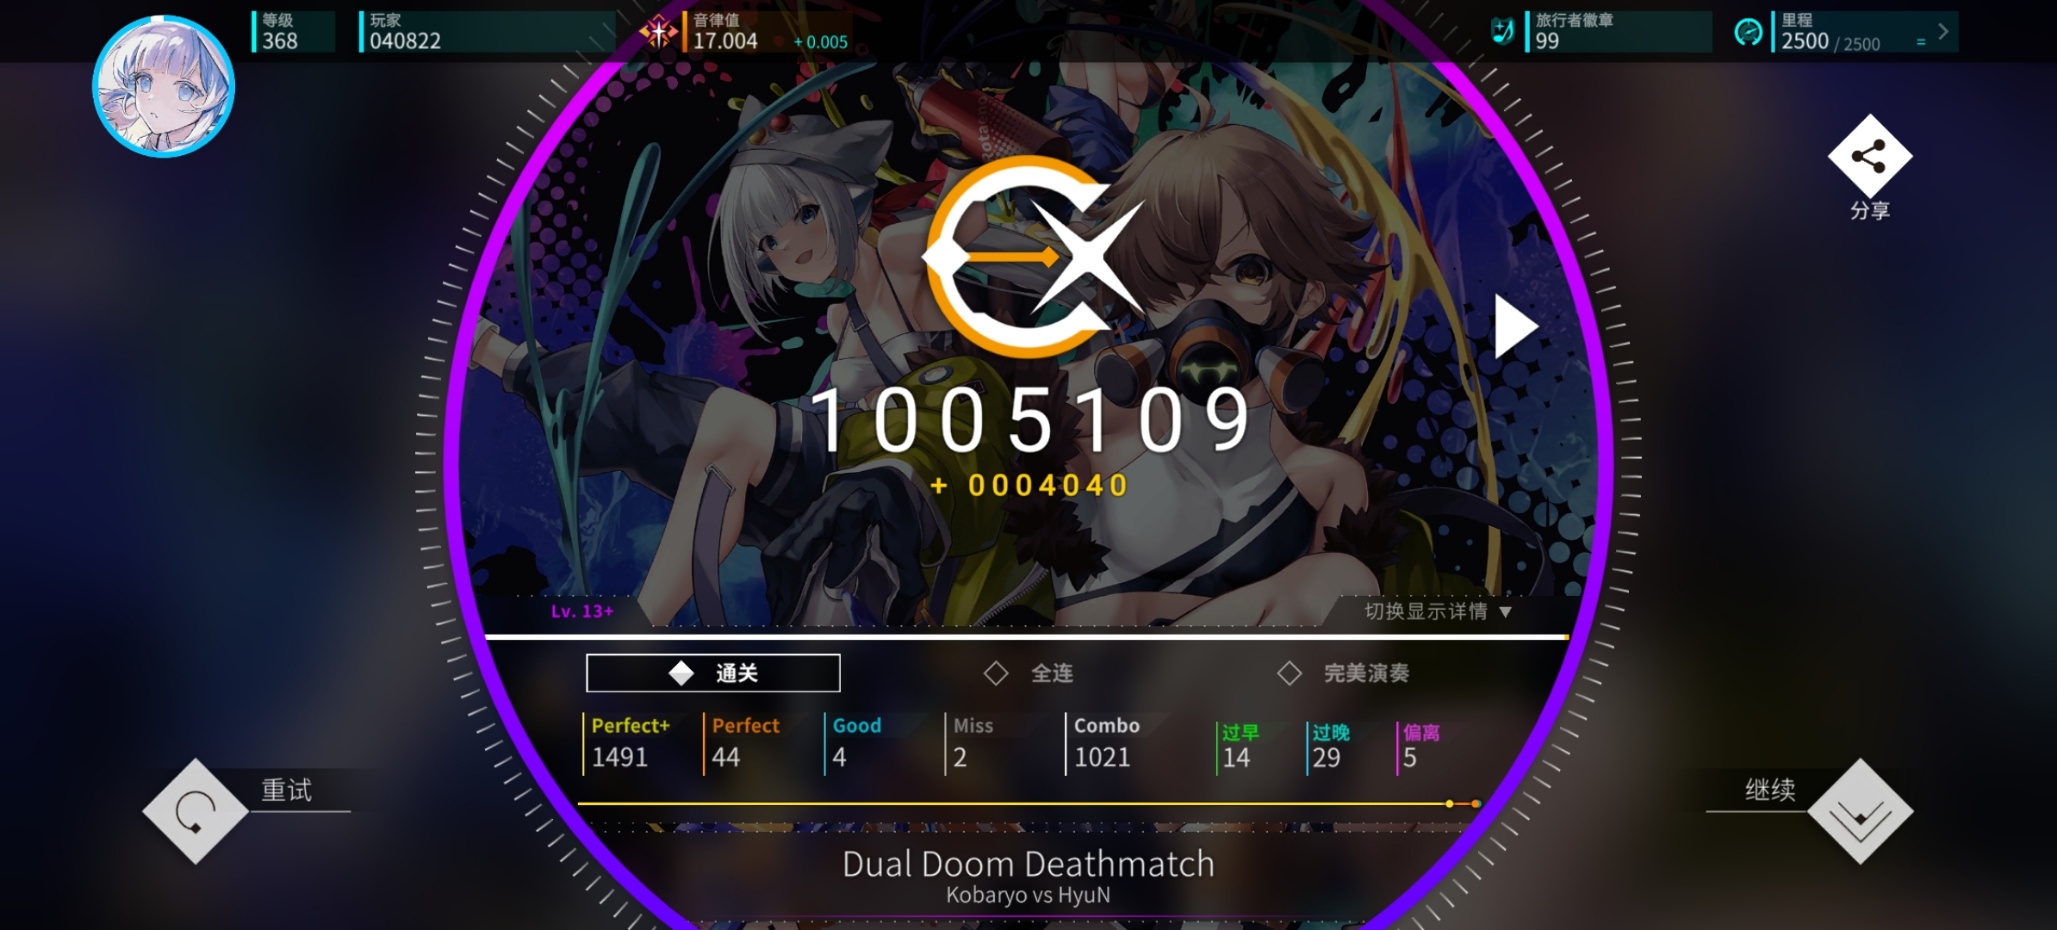 等级
368
玩家
040822
音律值
17.004 +0.005
旅行者徽章
99
里程
2500 / 2500 =
分享
Rotaeno
EX
1005109
+ 0004040
Lv. 13+
切换显示详情 ▼
通关
全连
完美演奏
Perfect+
1491
Perfect
44
Good
4
Miss
2
Combo
1021
过早
14
过晚
29
偏离
5
重试
继续
Dual Doom Deathmatch
Kobaryo vs HyuN